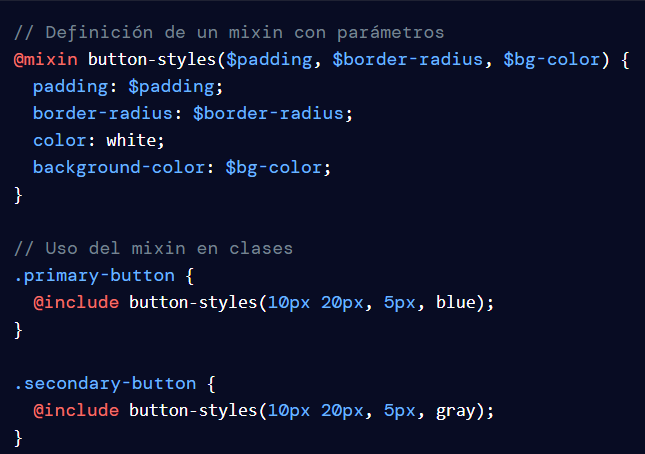 // Definición de un mixin con parámetros
@mixin button-styles($padding, $border-radius, $bg-color) {
  padding: $padding;
  border-radius: $border-radius;
  color: white;
  background-color: $bg-color;
}

// Uso del mixin en clases
.primary-button {
  @include button-styles(10px 20px, 5px, blue);
}

.secondary-button {
  @include button-styles(10px 20px, 5px, gray);
}